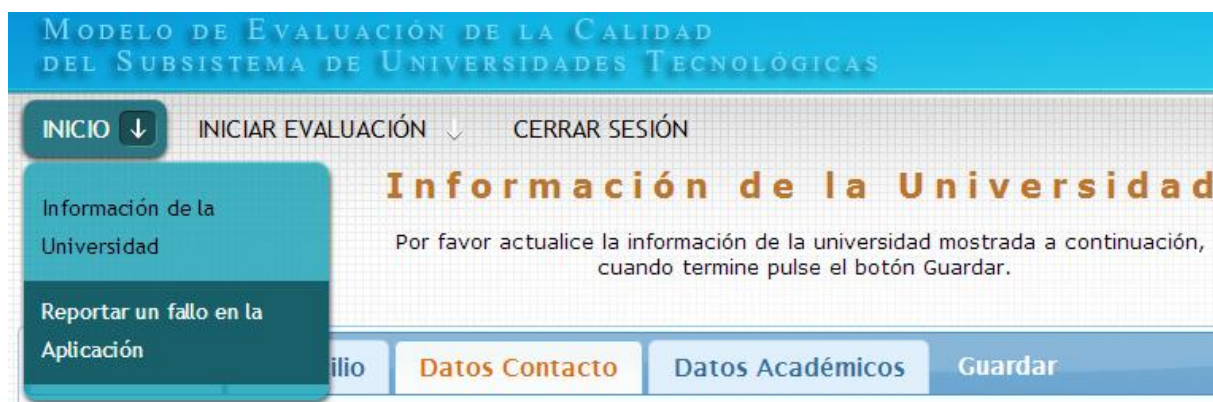 MODELO DE EVALUACIÓN DE LA CALIDAD
DEL SUBSISTEMA DE UNIVERSIDADES TECNOLÓGICAS
INICIO INICIAR EVALUACIÓN CERRAR SESIÓN
Información de la
Universidad
Reportar un fallo en la
Aplicación
Información de la Universidad
Por favor actualice la información de la universidad mostrada a continuación,
cuando termine pulse el botón Guardar.
ilio Datos Contacto Datos Académicos Guardar